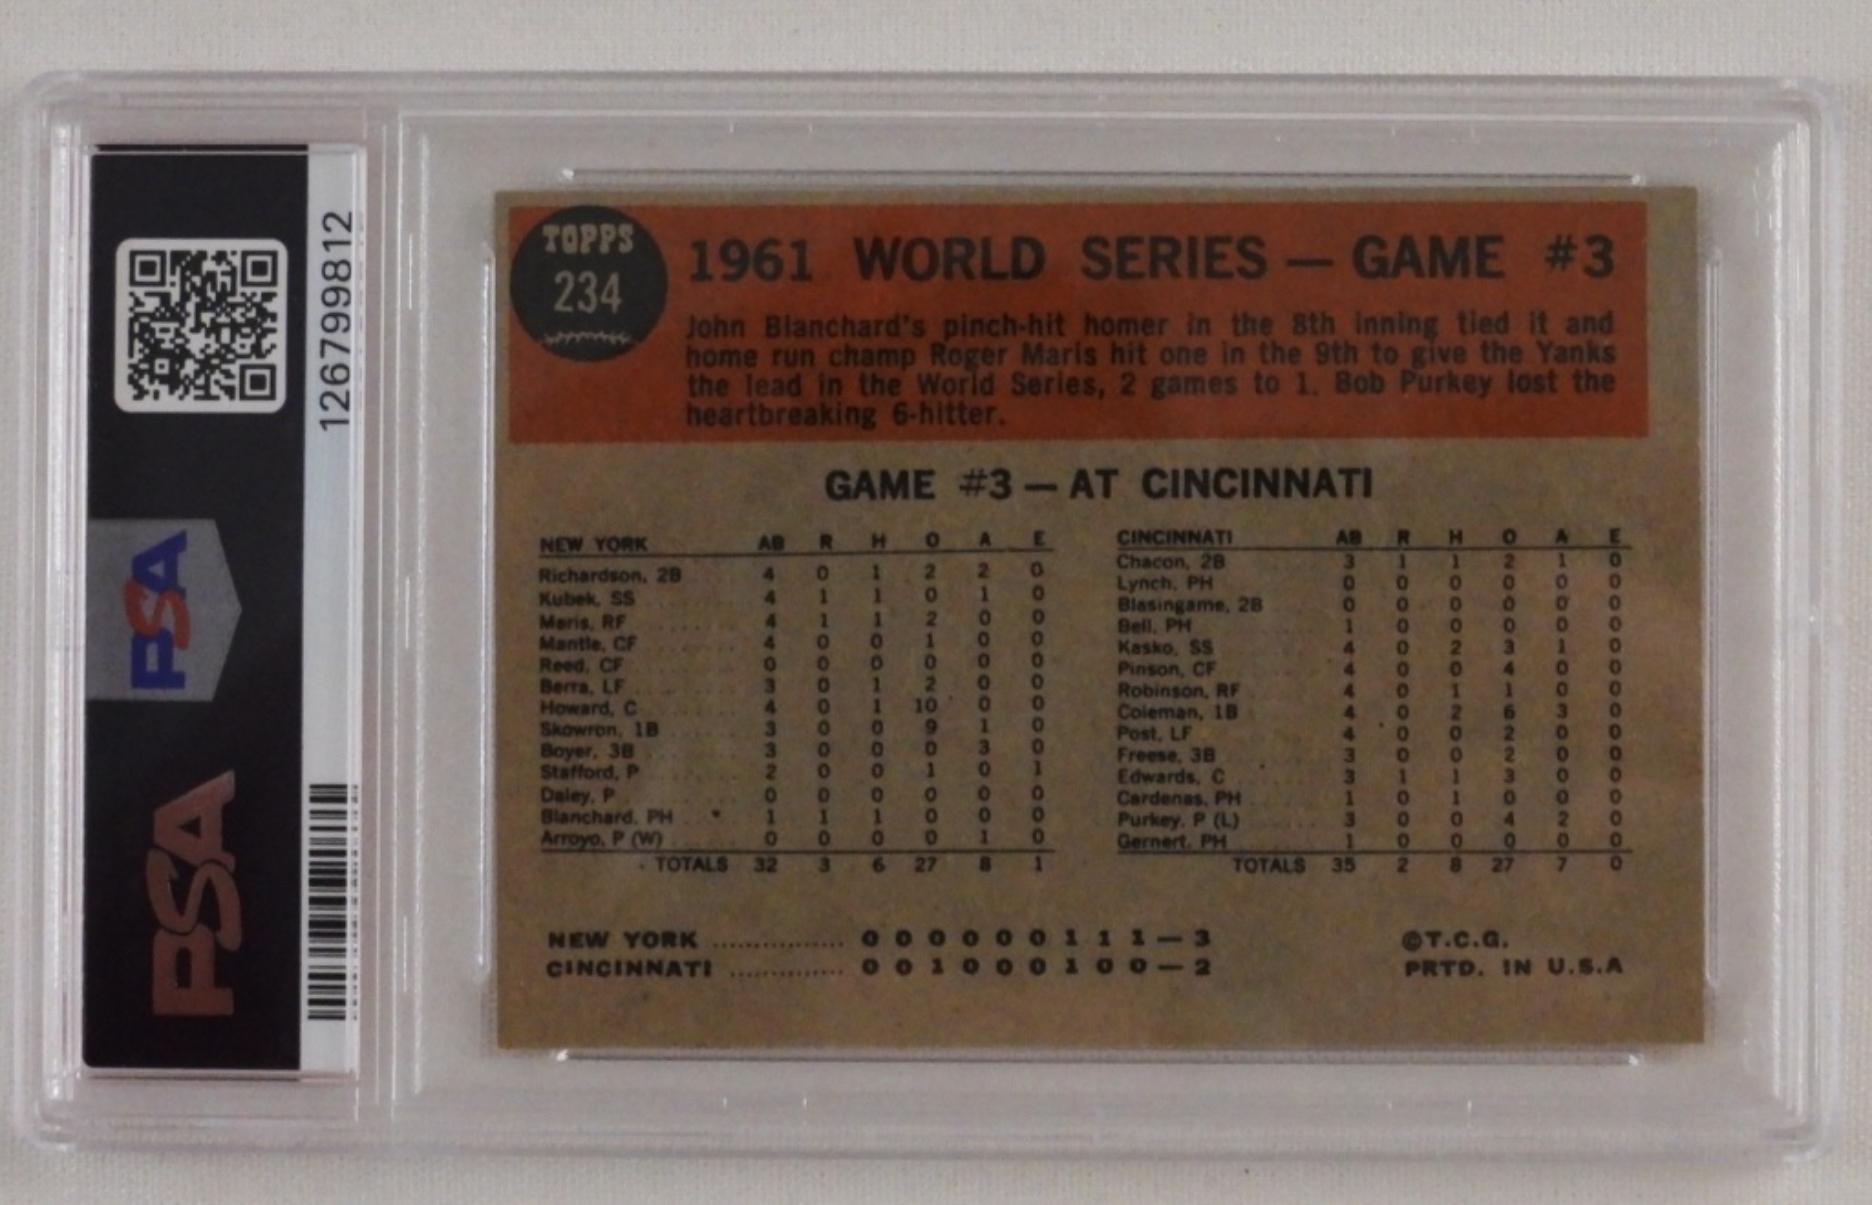 126799812
PSA
PSA
TOPPS
234
1961 WORLD SERIES — GAME #3
John Blanchard's pinch-hit homer in the 8th inning tied it and
home run champ Roger Maris hit one in the 9th to give the Yanks
the lead in the World Series, 2 games to 1. Bob Purkey lost the
heartbreaking 6-hitter.
GAME #3 — AT CINCINNATI
NEW YORK AB R H O A E
Richardson, 2B 4 0 1 2 2 0
Kubek, SS 4 1 1 0 1 0
Maris, RF 4 1 1 2 0 0
Mantle, CF 4 0 0 1 0 0
Reed, CF 0 0 0 0 0 0
Berra, LF 3 0 1 2 0 0
Howard, C 4 0 1 10 0 0
Skowron, 1B 3 0 0 9 1 0
Boyer, 3B 3 0 0 0 3 0
Stafford, P 2 0 0 1 0 1
Daley, P 0 0 0 0 0 0
Blanchard, PH 1 1 1 0 0 0
Arroyo, P (W) 0 0 0 0 1 0
TOTALS 32 3 6 27 8 1
CINCINNATI AB R H O A E
Chacon, 2B 3 1 1 2 1 0
Lynch, PH 0 0 0 0 0 0
Blasingame, 2B 0 0 0 0 0 0
Bell, PH 1 0 0 0 0 0
Kasko, SS 4 0 2 3 1 0
Pinson, CF 4 0 0 4 0 0
Robinson, RF 4 0 1 1 0 0
Coleman, 1B 4 0 2 6 3 0
Post, LF 4 0 0 2 0 0
Freese, 3B 3 0 0 2 0 0
Edwards, C 3 1 1 3 0 0
Cardenas, PH 1 0 1 0 0 0
Purkey, P (L) 3 0 0 4 2 0
Gernert, PH 1 0 0 0 0 0
TOTALS 35 2 8 27 7 0
NEW YORK ............... 0 0 0 0 0 0 1 1 1 — 3
CINCINNATI ............. 0 0 1 0 0 0 1 0 0 — 2
©T.C.G.
PRTD. IN U.S.A